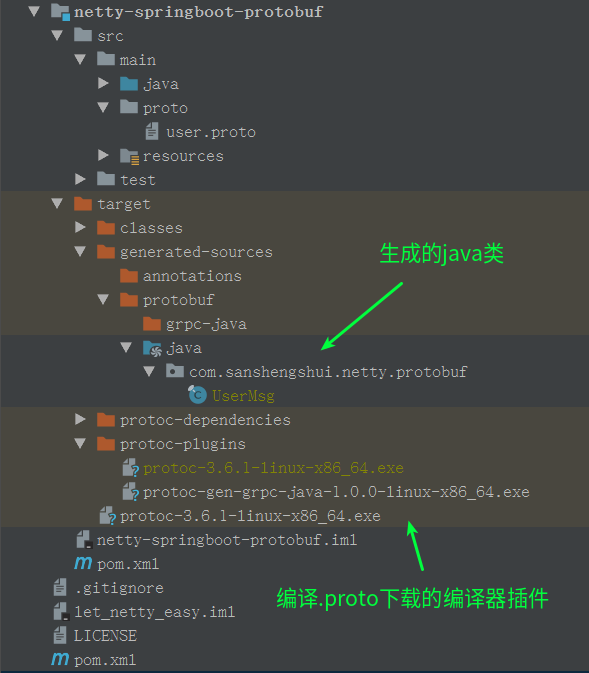 netty-springboot-protobuf
src
main
java
proto
user.proto
resources
test
target
classes
generated-sources
生成的java类
annotations
protobuf
grpc-java
java
com.sanshengshui.netty.protobuf
UserMsg
protoc-dependencies
protoc-plugins
protoc-3.6.1-linux-x86_64.exe
protoc-gen-grpc-java-1.0.0-linux-x86_64.exe
protoc-3.6.1-linux-x86_64.exe
netty-springboot-protobuf.iml
pom.xml
.gitignore
编译.proto下载的编译器插件
let_netty_easy.iml
LICENSE
pom.xml